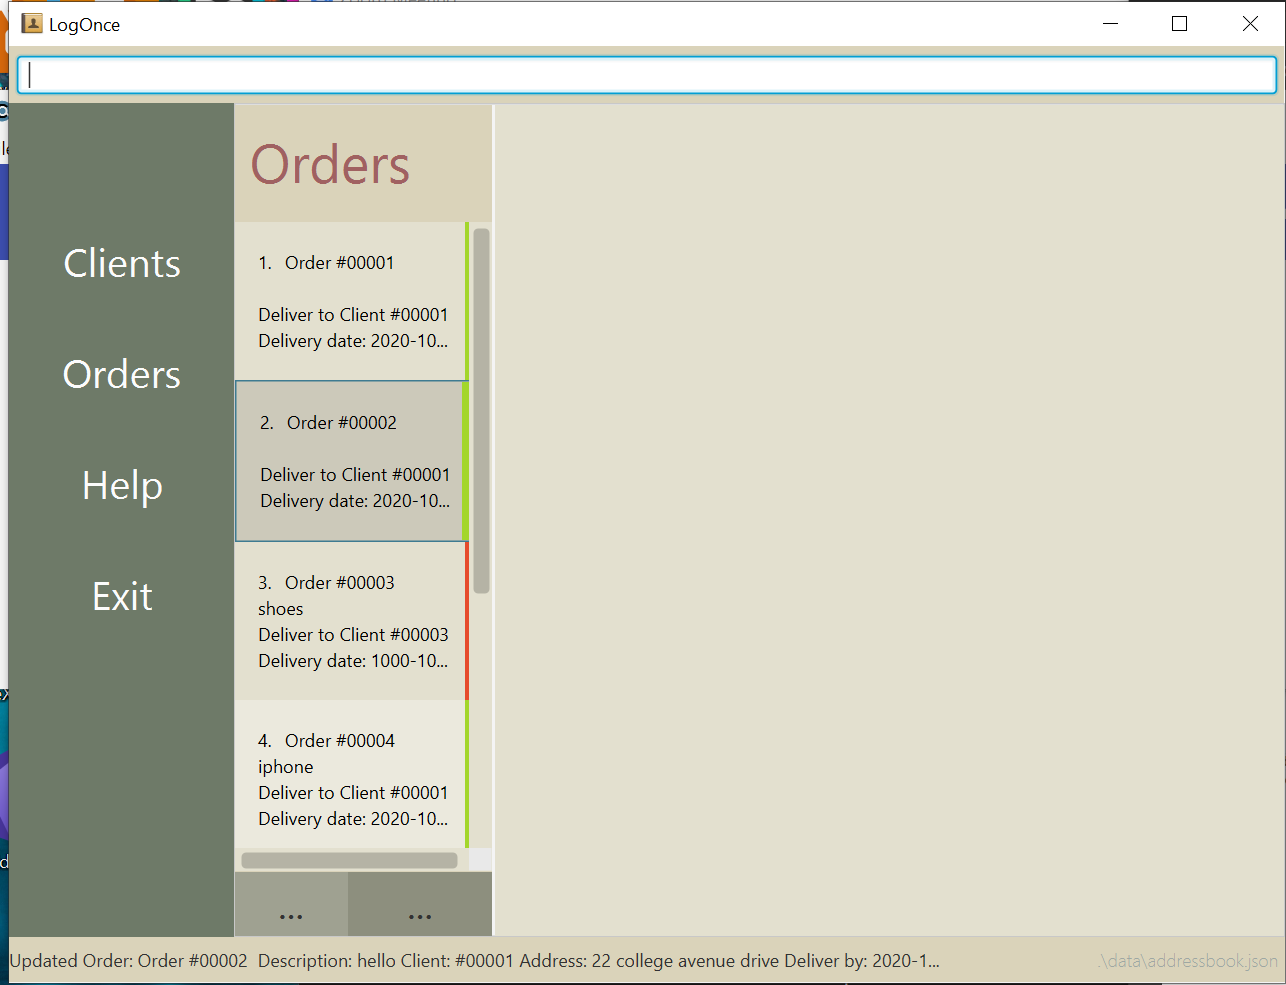 LogOnce
Orders
Clients
Orders
Help
Exit
1. Order #00001
Deliver to Client #00001
Delivery date: 2020-10...
2. Order #00002
Deliver to Client #00001
Delivery date: 2020-10...
3. Order #00003
shoes
Deliver to Client #00003
Delivery date: 1000-10...
4. Order #00004
iphone
Deliver to Client #00001
Delivery date: 2020-10...
... ...
Updated Order: Order #00002 Description: hello Client: #00001 Address: 22 college avenue drive Deliver by: 2020-1...
.\data\addressbook.json